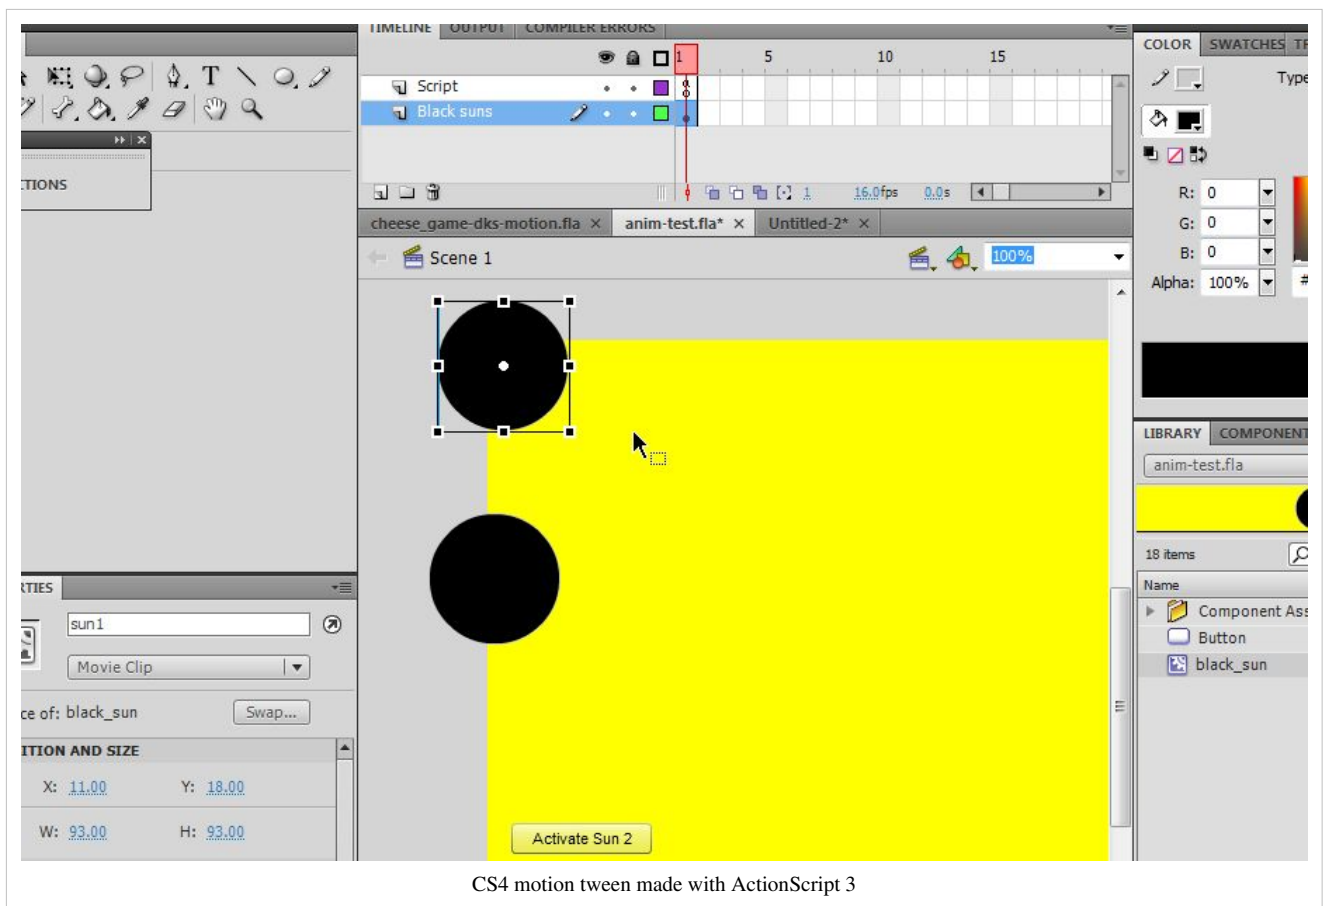 TIMELINE OUTPUT COMPILER ERRORS
1 5 10 15
Script
Black suns
1 16.0fps 0.0s
cheese_game-dks-motion.fla × anim-test.fla* × Untitled-2* ×
Scene 1 100%
T
TIONS
COLOR SWATCHES TR
Type
R: 0
G: 0
B: 0
Alpha: 100% #
LIBRARY COMPONENT
anim-test.fla
18 items
Name
Component Ass
Button
black_sun
RTIES
sun1
Movie Clip
ce of: black_sun Swap...
ITION AND SIZE
X: 11.00 Y: 18.00
W: 93.00 H: 93.00
Activate Sun 2
CS4 motion tween made with ActionScript 3